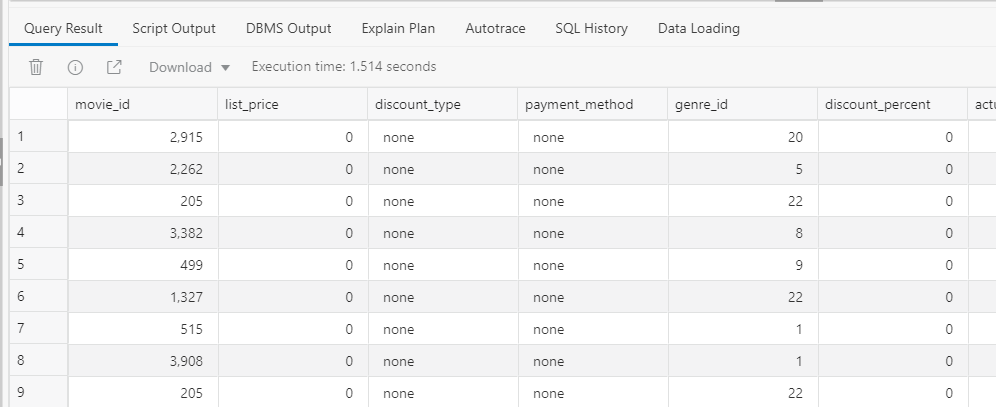 Query Result Script Output DBMS Output Explain Plan Autotrace SQL History Data Loading
Download Execution time: 1.514 seconds
movie_id list_price discount_type payment_method genre_id discount_percent actu
1 2,915 0 none none 20 0
2 2,262 0 none none 5 0
3 205 0 none none 22 0
4 3,382 0 none none 8 0
5 499 0 none none 9 0
6 1,327 0 none none 22 0
7 515 0 none none 1 0
8 3,908 0 none none 1 0
9 205 0 none none 22 0